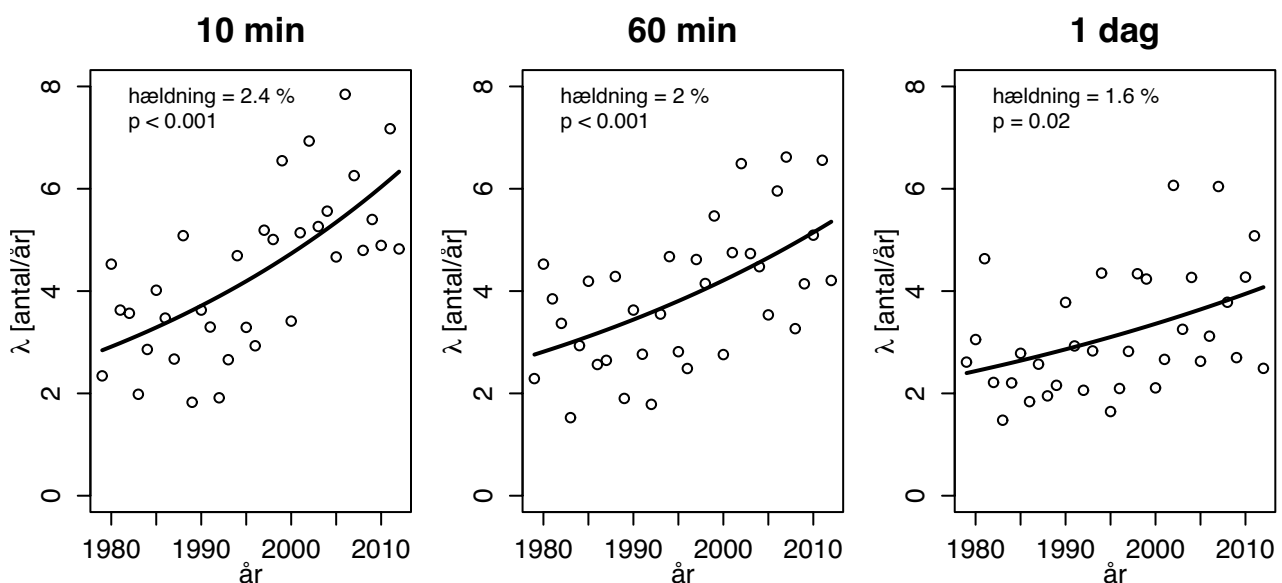 10 min
hældning = 2.4 %
p < 0.001
8
6
4
2
0
λ [antal/år]
1980 1990 2000 2010
år
60 min
hældning = 2 %
p < 0.001
8
6
4
2
0
λ [antal/år]
1980 1990 2000 2010
år
1 dag
hældning = 1.6 %
p = 0.02
8
6
4
2
0
λ [antal/år]
1980 1990 2000 2010
år